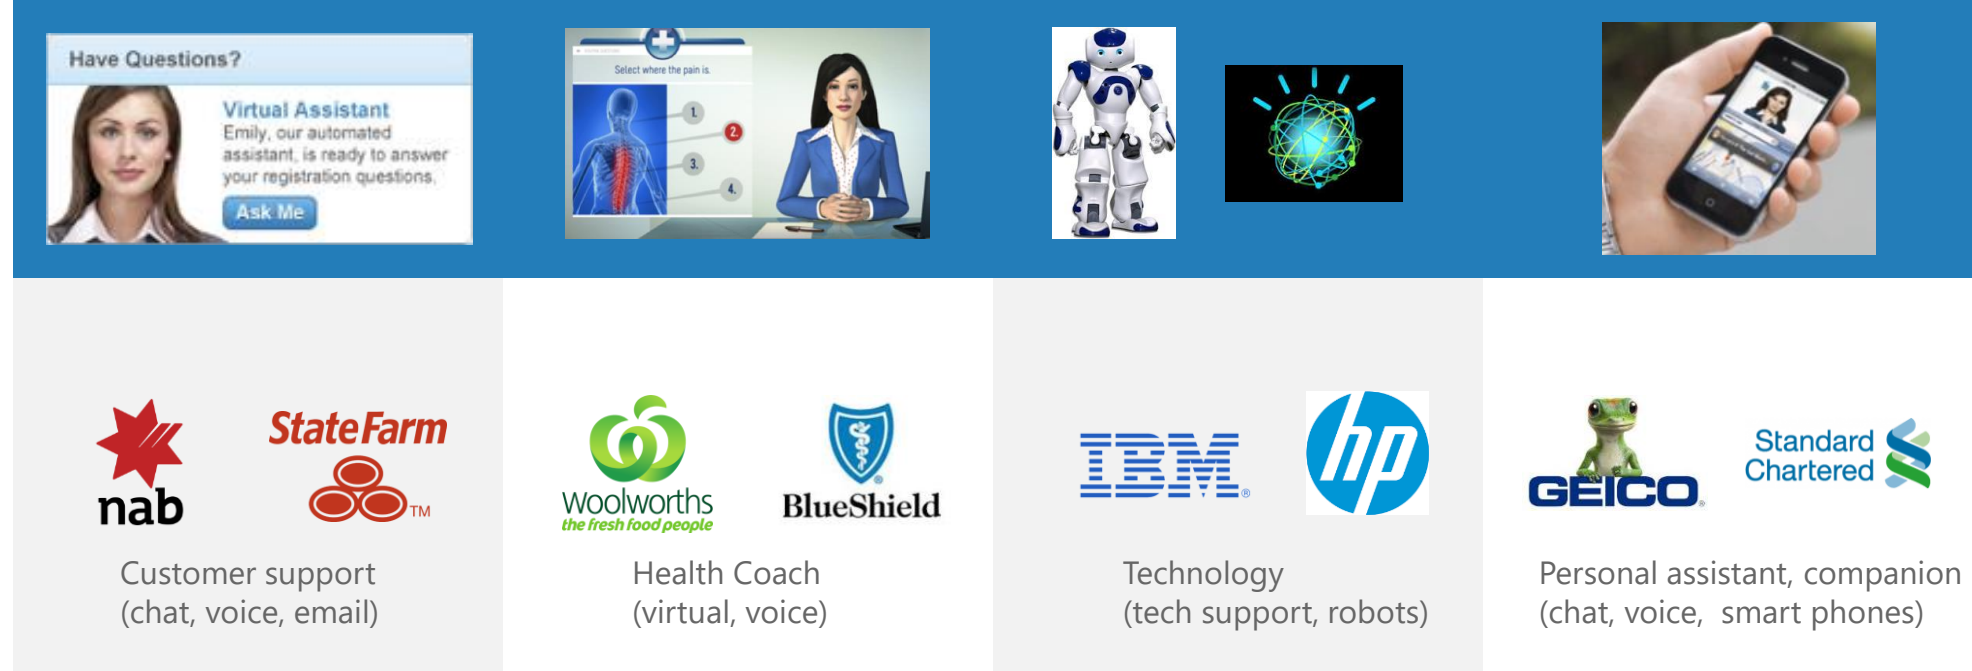 Have Questions?
Virtual Assistant
Emily, our automated
assistant, is ready to answer
your registration questions.
Ask Me
Select where the pain is.
1.
2.
3.
4.
nab
State Farm
TM
Woolworths
the fresh food people
BlueShield
®
IBM
®
hp
GEICO
®
Standard
Chartered
Customer support
(chat, voice, email)
Health Coach
(virtual, voice)
Technology
(tech support, robots)
Personal assistant, companion
(chat, voice,  smart phones)